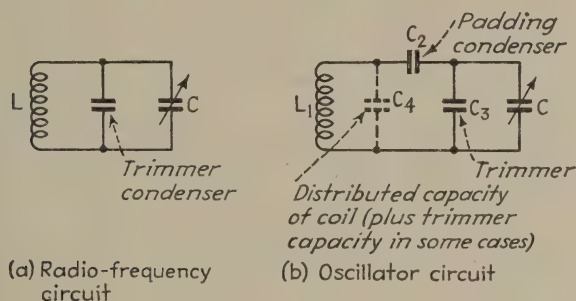 Padding
condenser
C2
L
C
L1
C4
C3
C
Trimmer
condenser
Trimmer
Distributed capacity
of coil (plus trimmer
capacity in some cases)
(a) Radio-frequency
circuit
(b) Oscillator circuit